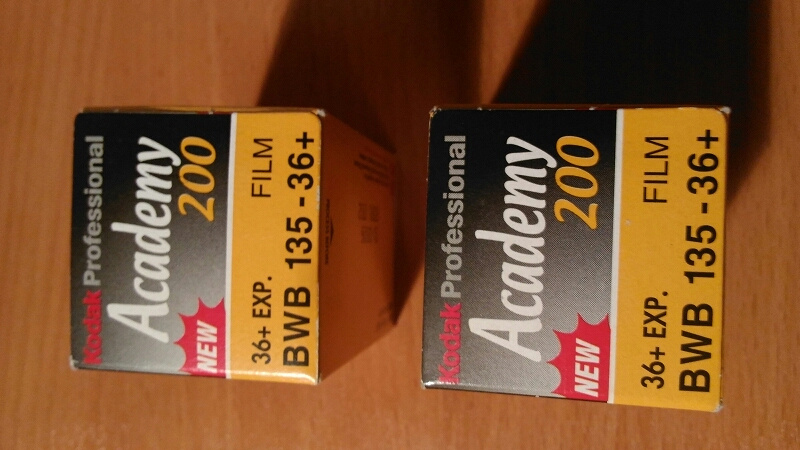 Kodak Professional
Academy
200
NEW
FILM
36+ EXP.
BWB 135-36+
Kodak Professional
Academy
200
NEW
FILM
36+ EXP.
BWB 135-36+